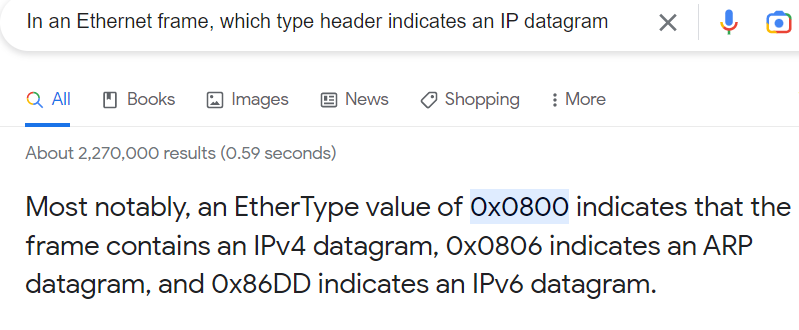 In an Ethernet frame, which type header indicates an IP datagram
All Books Images News Shopping More
About 2,270,000 results (0.59 seconds)
Most notably, an EtherType value of 0x0800 indicates that the
frame contains an IPv4 datagram, 0x0806 indicates an ARP
datagram, and 0x86DD indicates an IPv6 datagram.